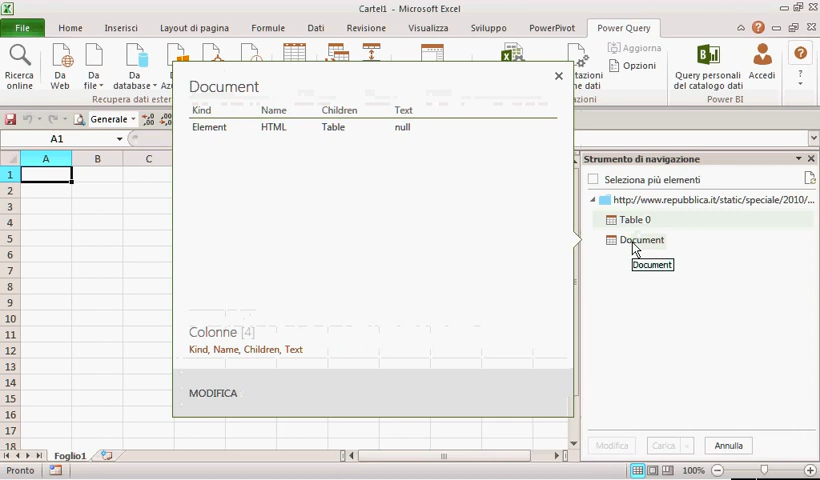 Cartel1 - Microsoft Excel
File Home Inserisci Layout di pagina Formule Dati Revisione Visualizza Sviluppo PowerPivot Power Query
Ricerca online
Da Web
Da file
Da database
Aggiorna
Opzioni
Query personali del catalogo dati
Accedi
?
Recupera dati ester
Power BI
A1
Generale
Document
Kind Name Children Text
Element HTML Table null
Colonne [4]
Kind, Name, Children, Text
MODIFICA
Strumento di navigazione
Seleziona più elementi
http://www.repubblica.it/static/speciale/2010/...
Table 0
Document
Document
Modifica Carica Annulla
A B C
1
2
3
4
5
6
7
8
9
10
11
12
13
14
15
16
17
18
Foglio1
Pronto
100%